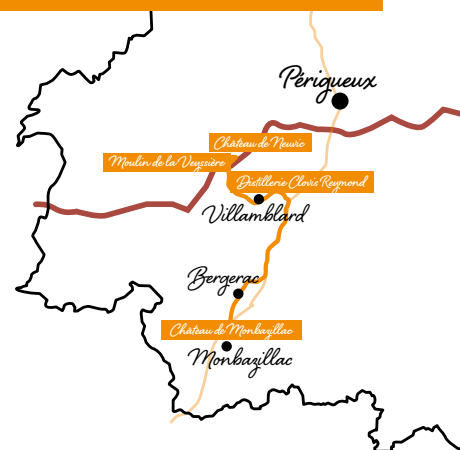 Périgueux
Château de Neuvic
Moulin de la Veyssière
Distillerie Clovis Reymond
Villamblard
Bergerac
Château de Monbazillac
Monbazillac